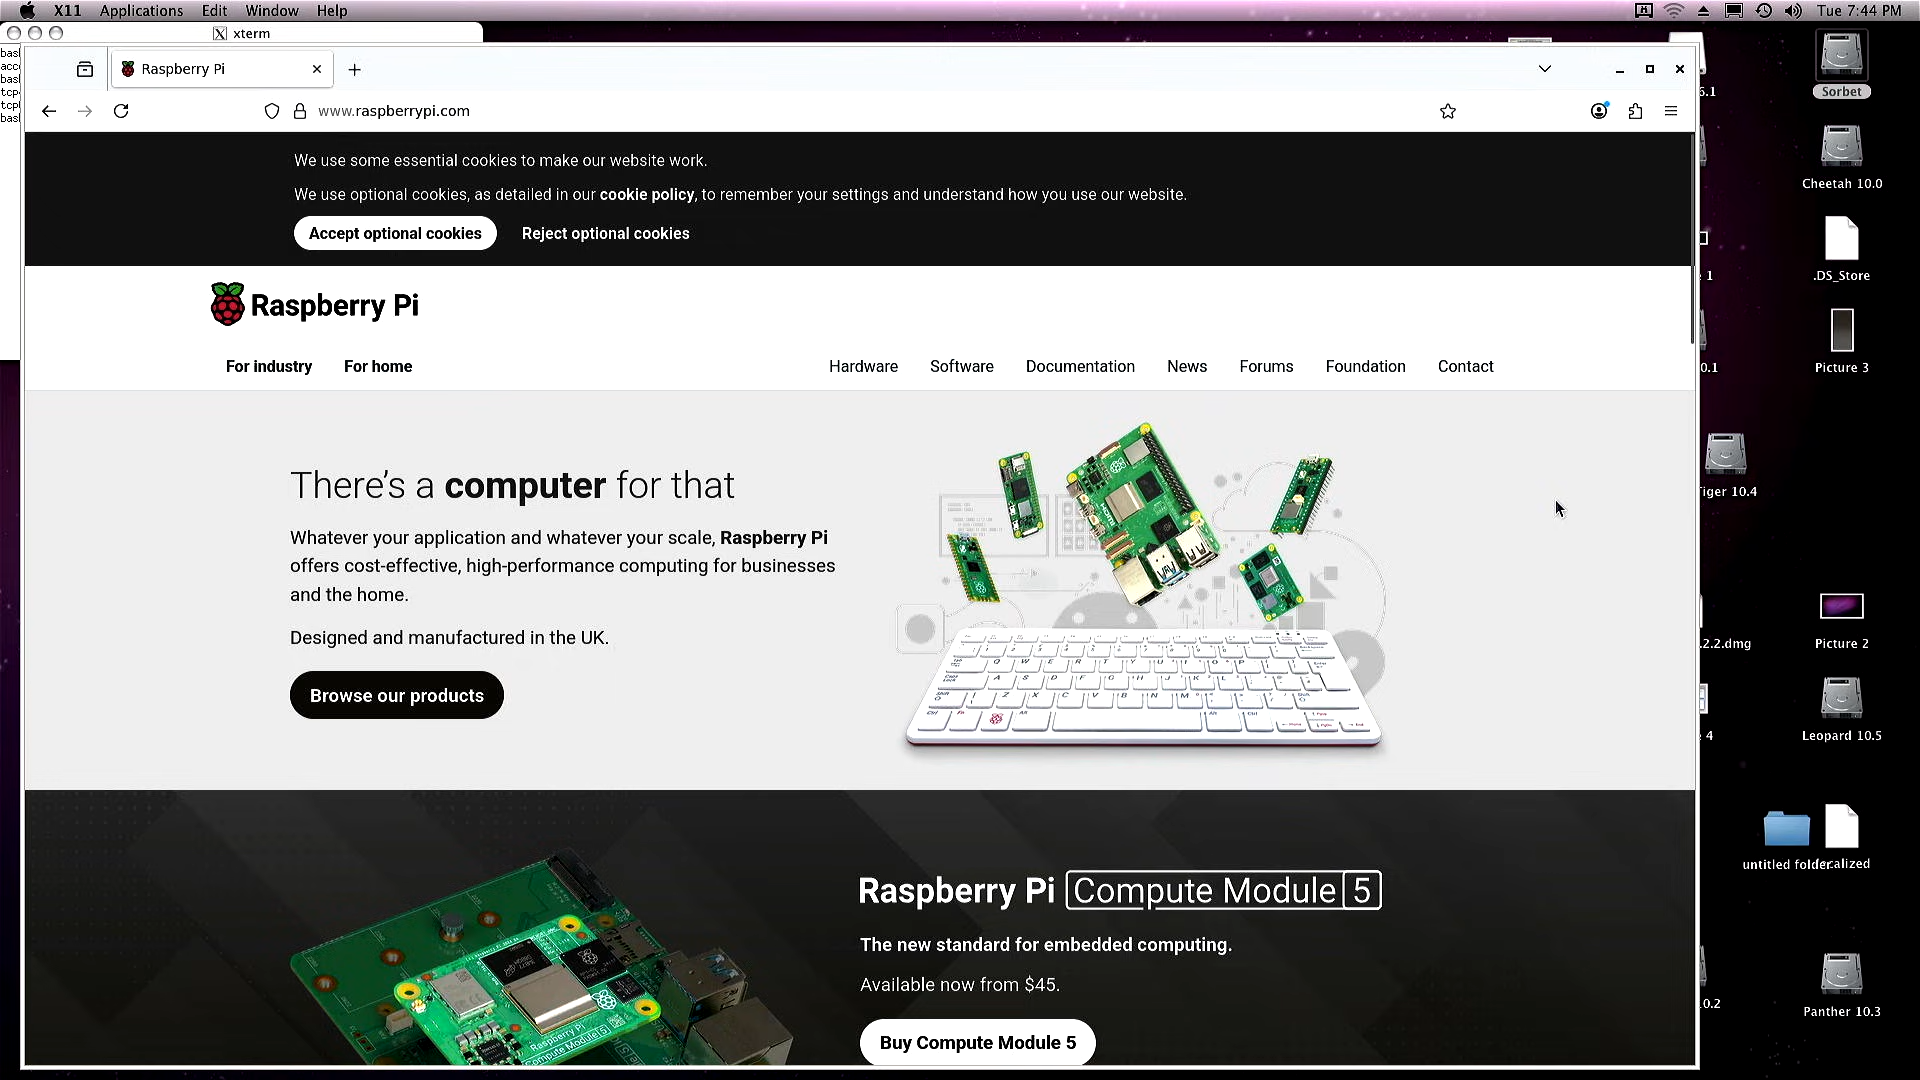 X11 Applications Edit Window Help
Tue 7:44 PM
xterm
Raspberry Pi
www.raspberrypi.com
We use some essential cookies to make our website work.
We use optional cookies, as detailed in our cookie policy, to remember your settings and understand how you use our website.
Accept optional cookies Reject optional cookies
Raspberry Pi
For industry For home Hardware Software Documentation News Forums Foundation Contact
There's a computer for that
Whatever your application and whatever your scale, Raspberry Pi
offers cost-effective, high-performance computing for businesses
and the home.
Designed and manufactured in the UK.
Browse our products
Raspberry Pi Compute Module 5
The new standard for embedded computing.
Available now from $45.
Buy Compute Module 5
Sorbet
Cheetah 10.0
.DS_Store
Picture 3
Tiger 10.4
Picture 2
.2.2.dmg
Leopard 10.5
untitled folder
Panther 10.3